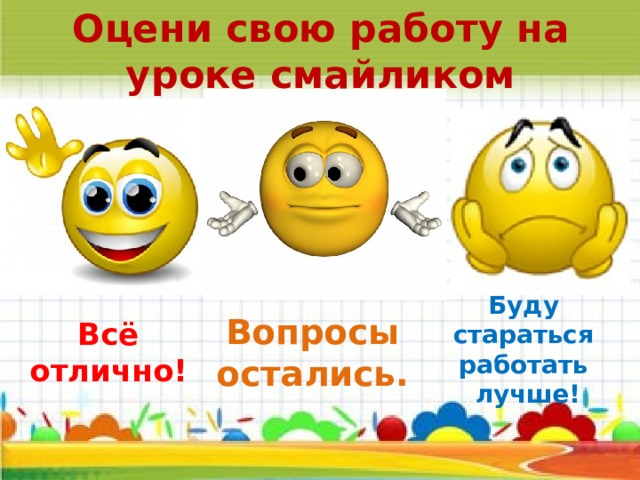 Оцени свою работу на
уроке смайликом
Всё
отлично!
Вопросы
остались.
Буду
стараться
работать
лучше!